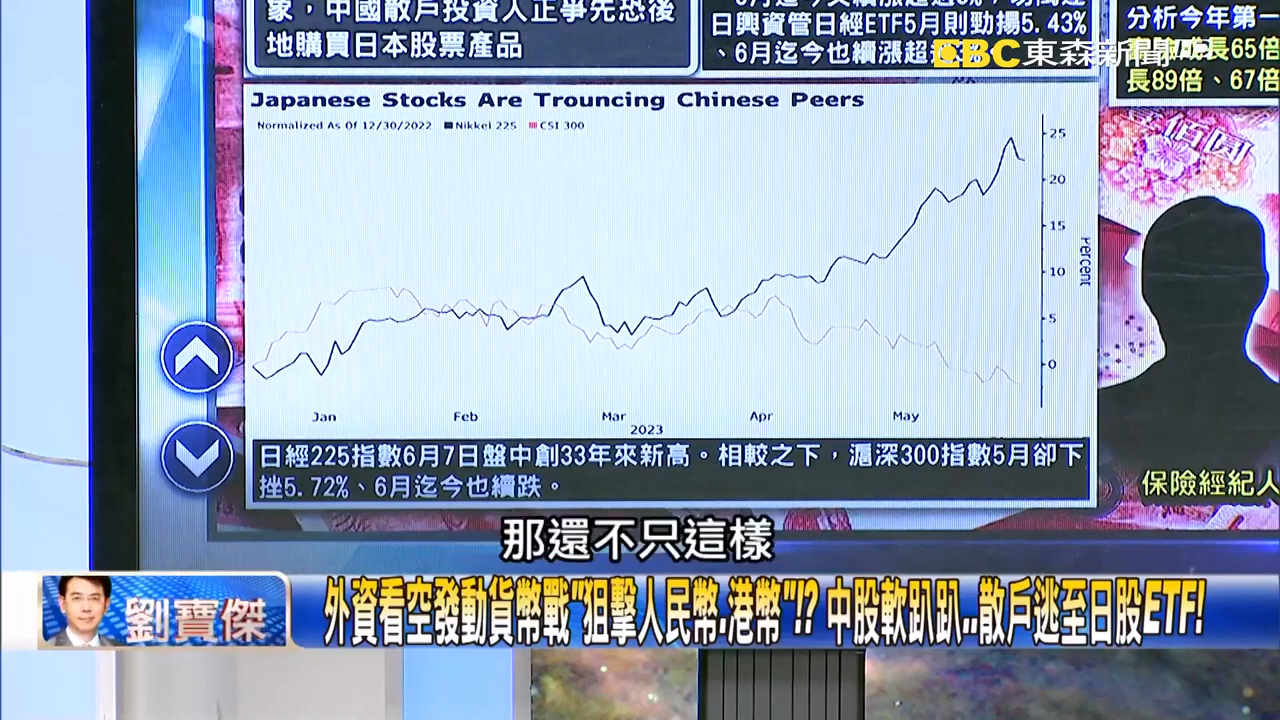 象，中國散戶投資人正爭先恐後
地購買日本股票產品
日興資管日經ETF5月則勁揚5.43%
、6月迄今也續漲超
EBC 東森新聞
分析今年第一
長65倍
長89倍、67倍
Japanese Stocks Are Trouncing Chinese Peers
Normalized As Of 12/30/2022 Nikkei 225 CSI 300
25
20
15
10
5
0
Percent
Jan Feb Mar Apr May
2023
日經225指數6月7日盤中創33年來新高。相較之下，滬深300指數5月卻下
挫5.72%、6月迄今也續跌。
壹佰圓
保險經紀人
那還不只這樣
劉寶傑
外資看空發動貨幣戰"狙擊人民幣.港幣"!? 中股軟趴趴..散戶逃至日股ETF!